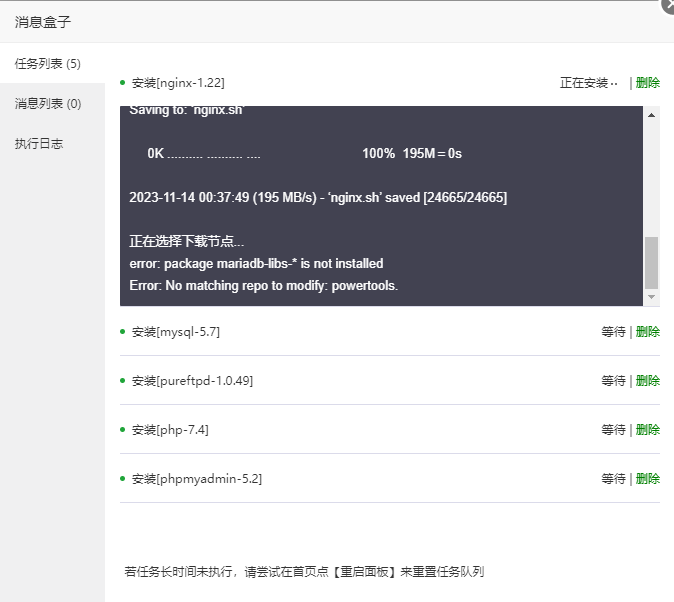 消息盒子
任务列表 (5)
消息列表 (0)
执行日志
安装[nginx-1.22] 正在安装·· | 删除
Saving to: 'nginx.sh'
0K .......... .......... .... 100% 195M=0s
2023-11-14 00:37:49 (195 MB/s) - 'nginx.sh' saved [24665/24665]
正在选择下载节点...
error: package mariadb-libs-* is not installed
Error: No matching repo to modify: powertools.
安装[mysql-5.7] 等待 | 删除
安装[pureftpd-1.0.49] 等待 | 删除
安装[php-7.4] 等待 | 删除
安装[phpmyadmin-5.2] 等待 | 删除
若任务长时间未执行，请尝试在首页点【重启面板】来重置任务队列